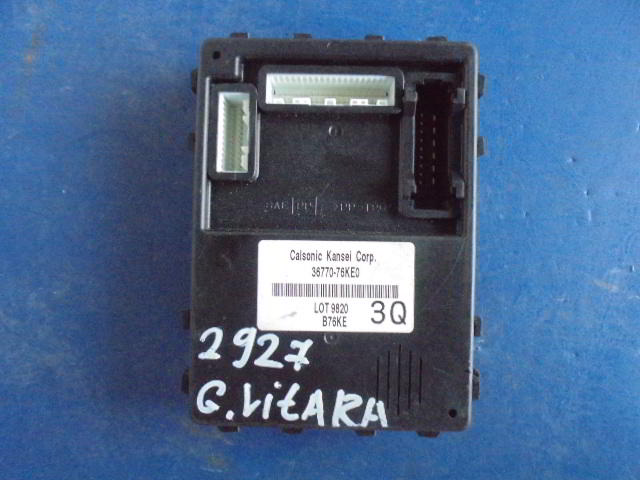 Calsonic Kansei Corp.
36770-76KE0
LOT 9820
B76KE
3Q
2927
G.VitARA